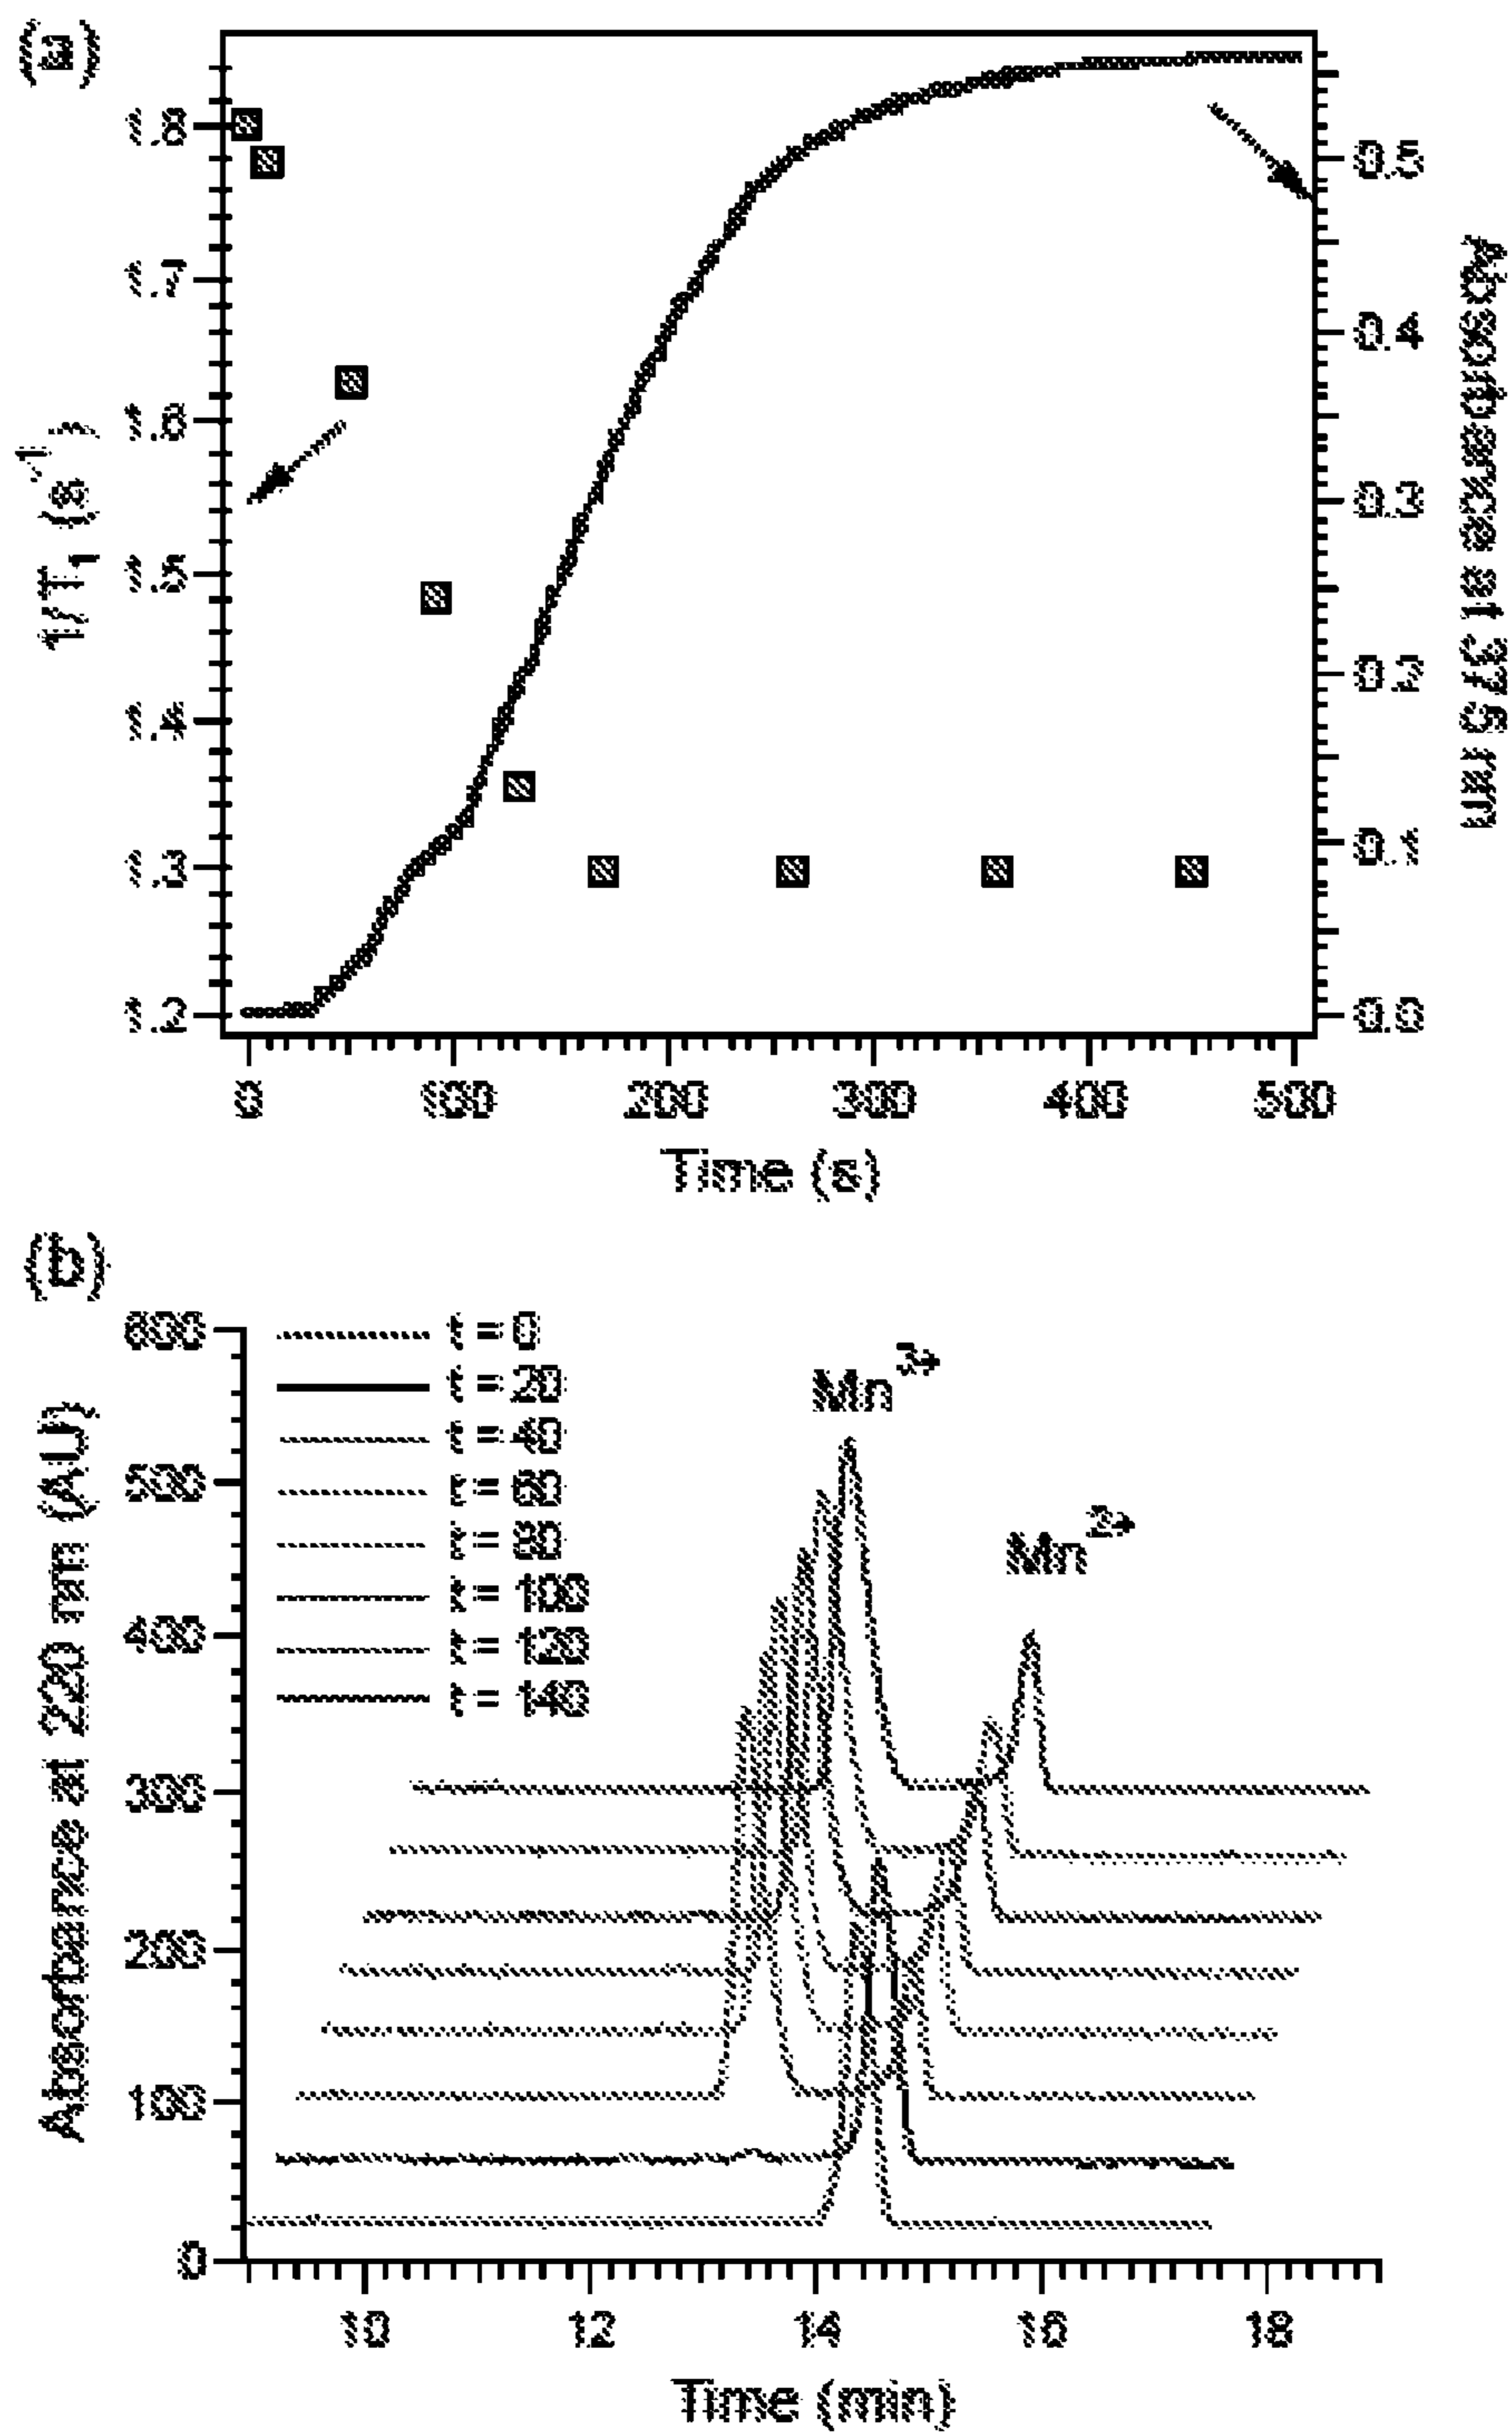 (a)
1/T1 (s-1)
1.8
1.7
1.6
1.5
1.4
1.3
1.2
0.5
0.4
0.3
0.2
0.1
0.0
Absorbance at 375 nm
0 100 200 300 400 500
Time (s)
Absorbance at 220 nm (AU)
600
500
400
300
200
100
0
t = 0
t = 20
t = 40
t = 100
t = 120
t = 140
Mn3+
Mn2+
10 12 14 16 18
Time (min)